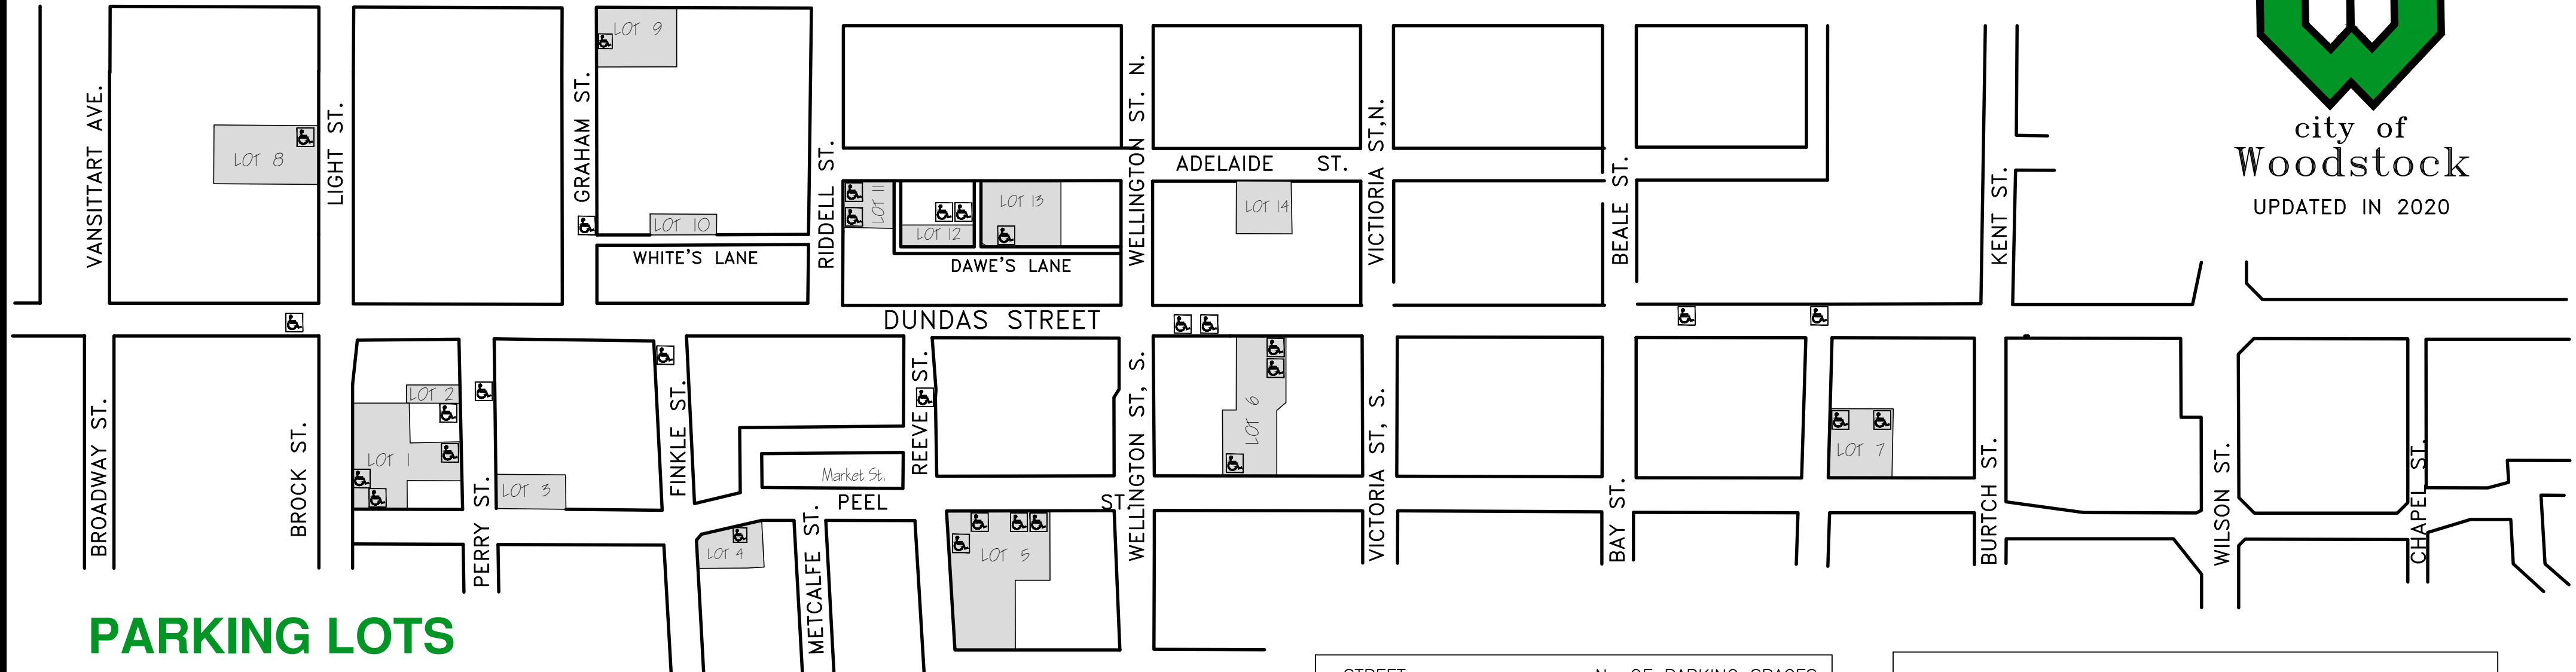 LOT 9
city of
Woodstock
UPDATED IN 2020
VANSITTART AVE.
LOT 8
LIGHT ST.
GRAHAM ST.
LOT 10
WHITE'S LANE
RIDDELL ST.
LOT 11
LOT 12
LOT 13
DAWE'S LANE
WELLINGTON ST. N.
ADELAIDE ST.
LOT 14
VICTIORIA ST,N.
BEALE ST.
KENT ST.
DUNDAS STREET
BROADWAY ST.
BROCK ST.
LOT 2
LOT 1
PERRY ST.
LOT 3
FINKLE ST.
Market St.
PEEL ST
REEVE ST.
LOT 4
METCALFE ST.
LOT 5
WELLINGTON ST, S.
LOT 6
VICTORIA ST, S.
BAY ST.
LOT 7
BURTCH ST.
WILSON ST.
CHAPEL ST.
PARKING LOTS